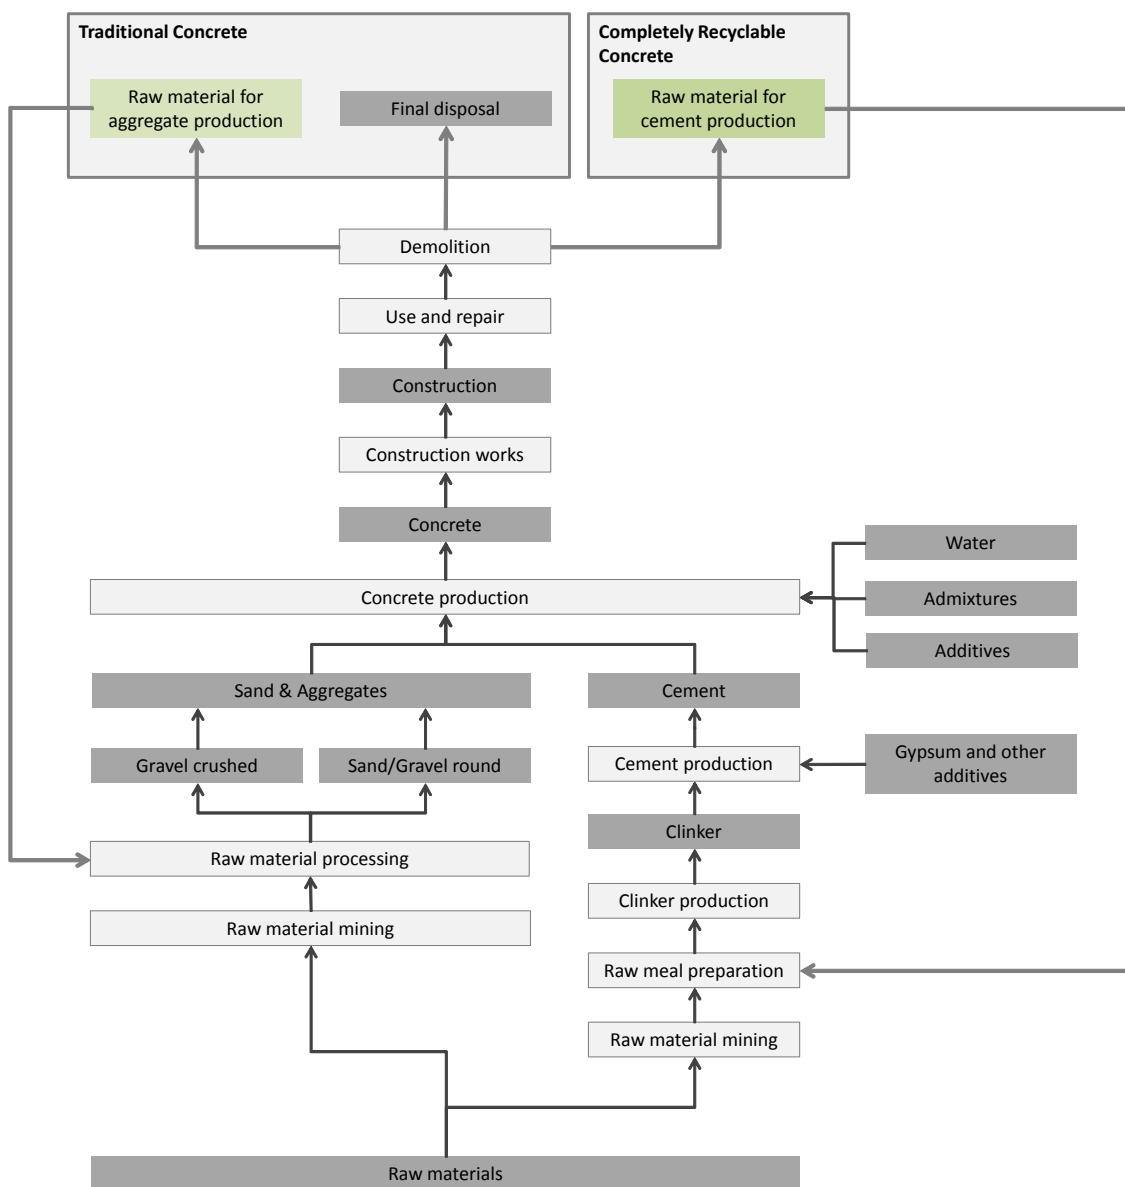 Traditional Concrete
Completely Recyclable
Concrete
Raw material for
aggregate production
Final disposal
Raw material for
cement production
Demolition
Use and repair
Construction
Construction works
Concrete
Water
Concrete production
Admixtures
Additives
Sand & Aggregates
Cement
Gravel crushed
Sand/Gravel round
Cement production
Gypsum and other
additives
Clinker
Raw material processing
Clinker production
Raw material mining
Raw meal preparation
Raw material mining
Raw materials